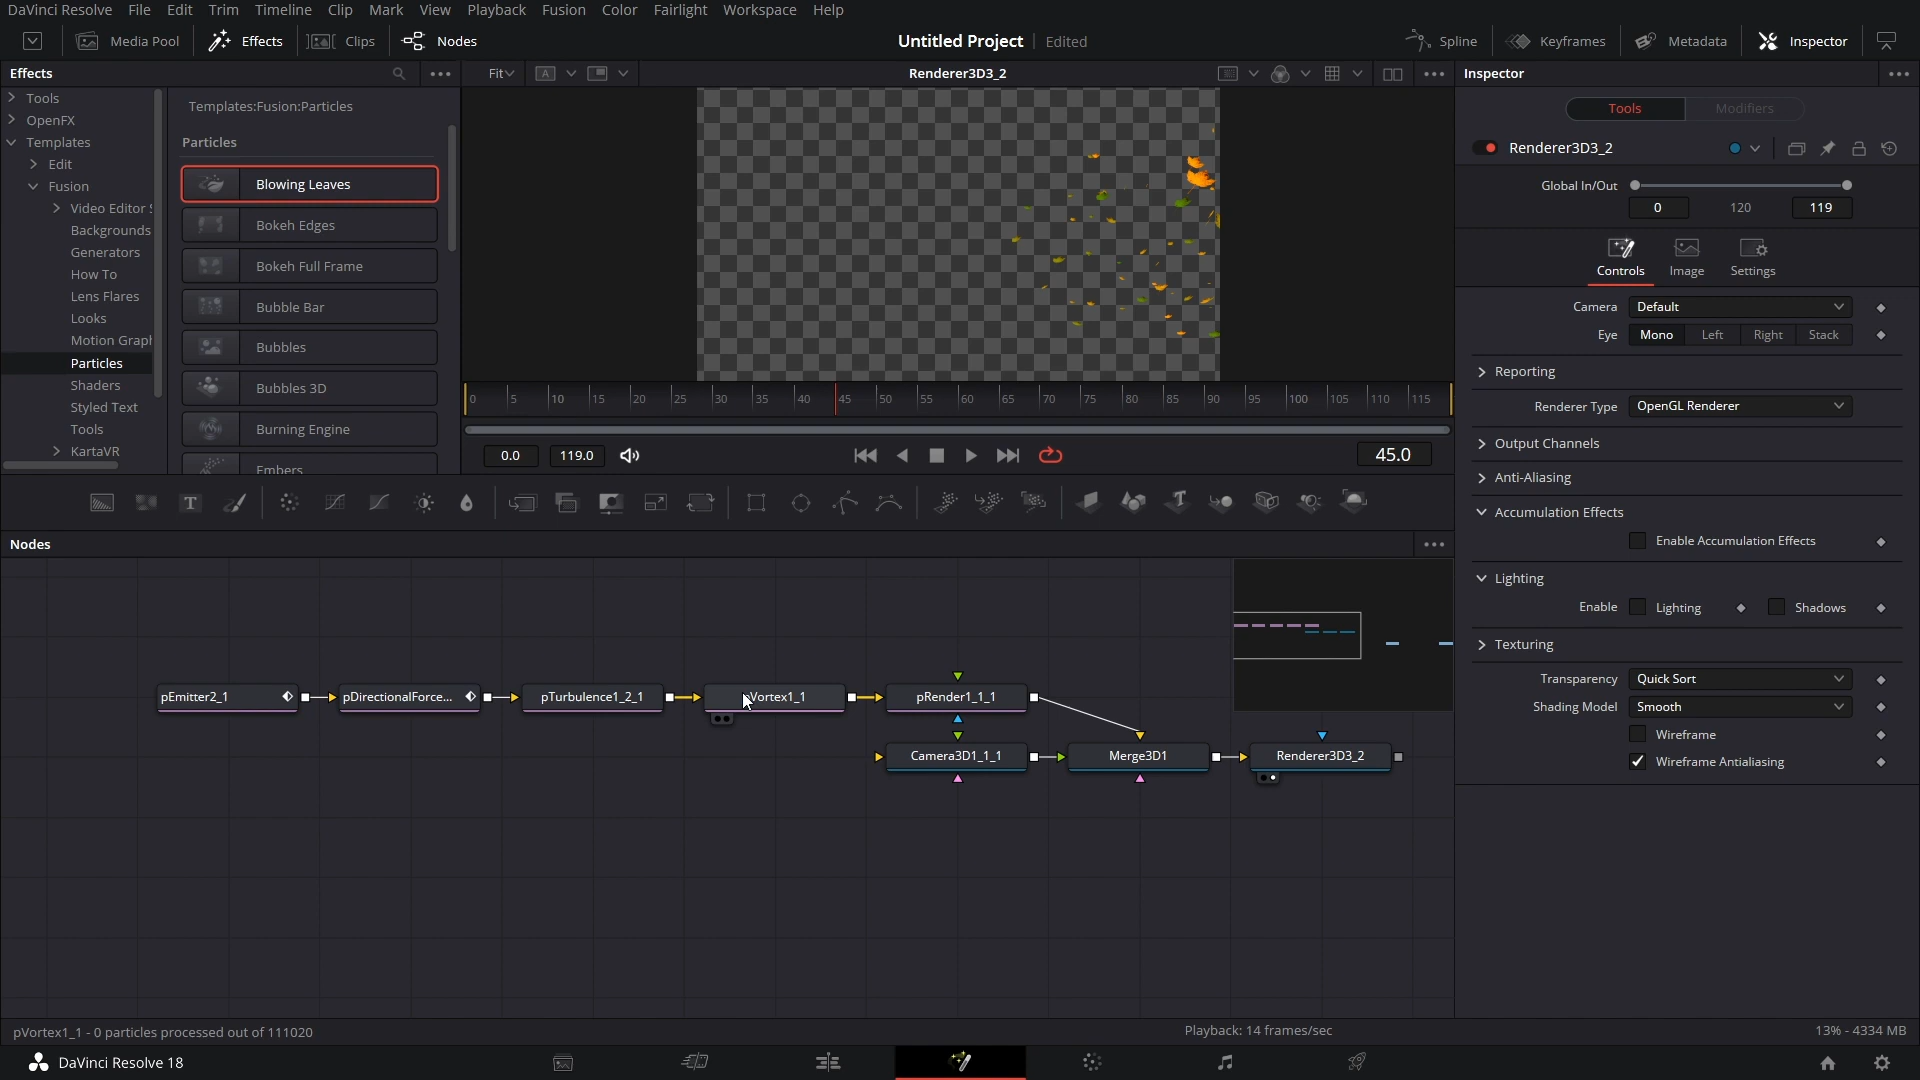 DaVinci Resolve File Edit Trim Timeline Clip Mark View Playback Fusion Color Fairlight Workspace Help
Media Pool Effects Clips Nodes Untitled Project Edited Spline Keyframes Metadata Inspector
Effects Fit A Renderer3D3_2 Inspector
Tools
OpenFX
Templates
Edit
Fusion
Video Editor S
Backgrounds
Generators
How To
Lens Flares
Looks
Motion Graph
Particles
Shaders
Styled Text
Tools
KartaVR
Templates:Fusion:Particles
Particles
Blowing Leaves
Bokeh Edges
Bokeh Full Frame
Bubble Bar
Bubbles
Bubbles 3D
Burning Engine
Embers
0 5 10 15 20 25 30 35 40 45 50 55 60 65 70 75 80 85 90 95 100 105 110 115
0.0 119.0 45.0
T T
Nodes
pEmitter2_1 pDirectionalForce... pTurbulence1_2_1 pVortex1_1 pRender1_1_1
Camera3D1_1_1 Merge3D1 Renderer3D3_2
Tools Modifiers
Renderer3D3_2
Global In/Out
0 120 119
Controls Image Settings
Camera Default
Eye Mono Left Right Stack
Reporting
Renderer Type OpenGL Renderer
Output Channels
Anti-Aliasing
Accumulation Effects
Enable Accumulation Effects
Lighting
Enable Lighting Shadows
Texturing
Transparency Quick Sort
Shading Model Smooth
Wireframe
Wireframe Antialiasing
pVortex1_1 - 0 particles processed out of 111020 Playback: 14 frames/sec 13% - 4334 MB
DaVinci Resolve 18